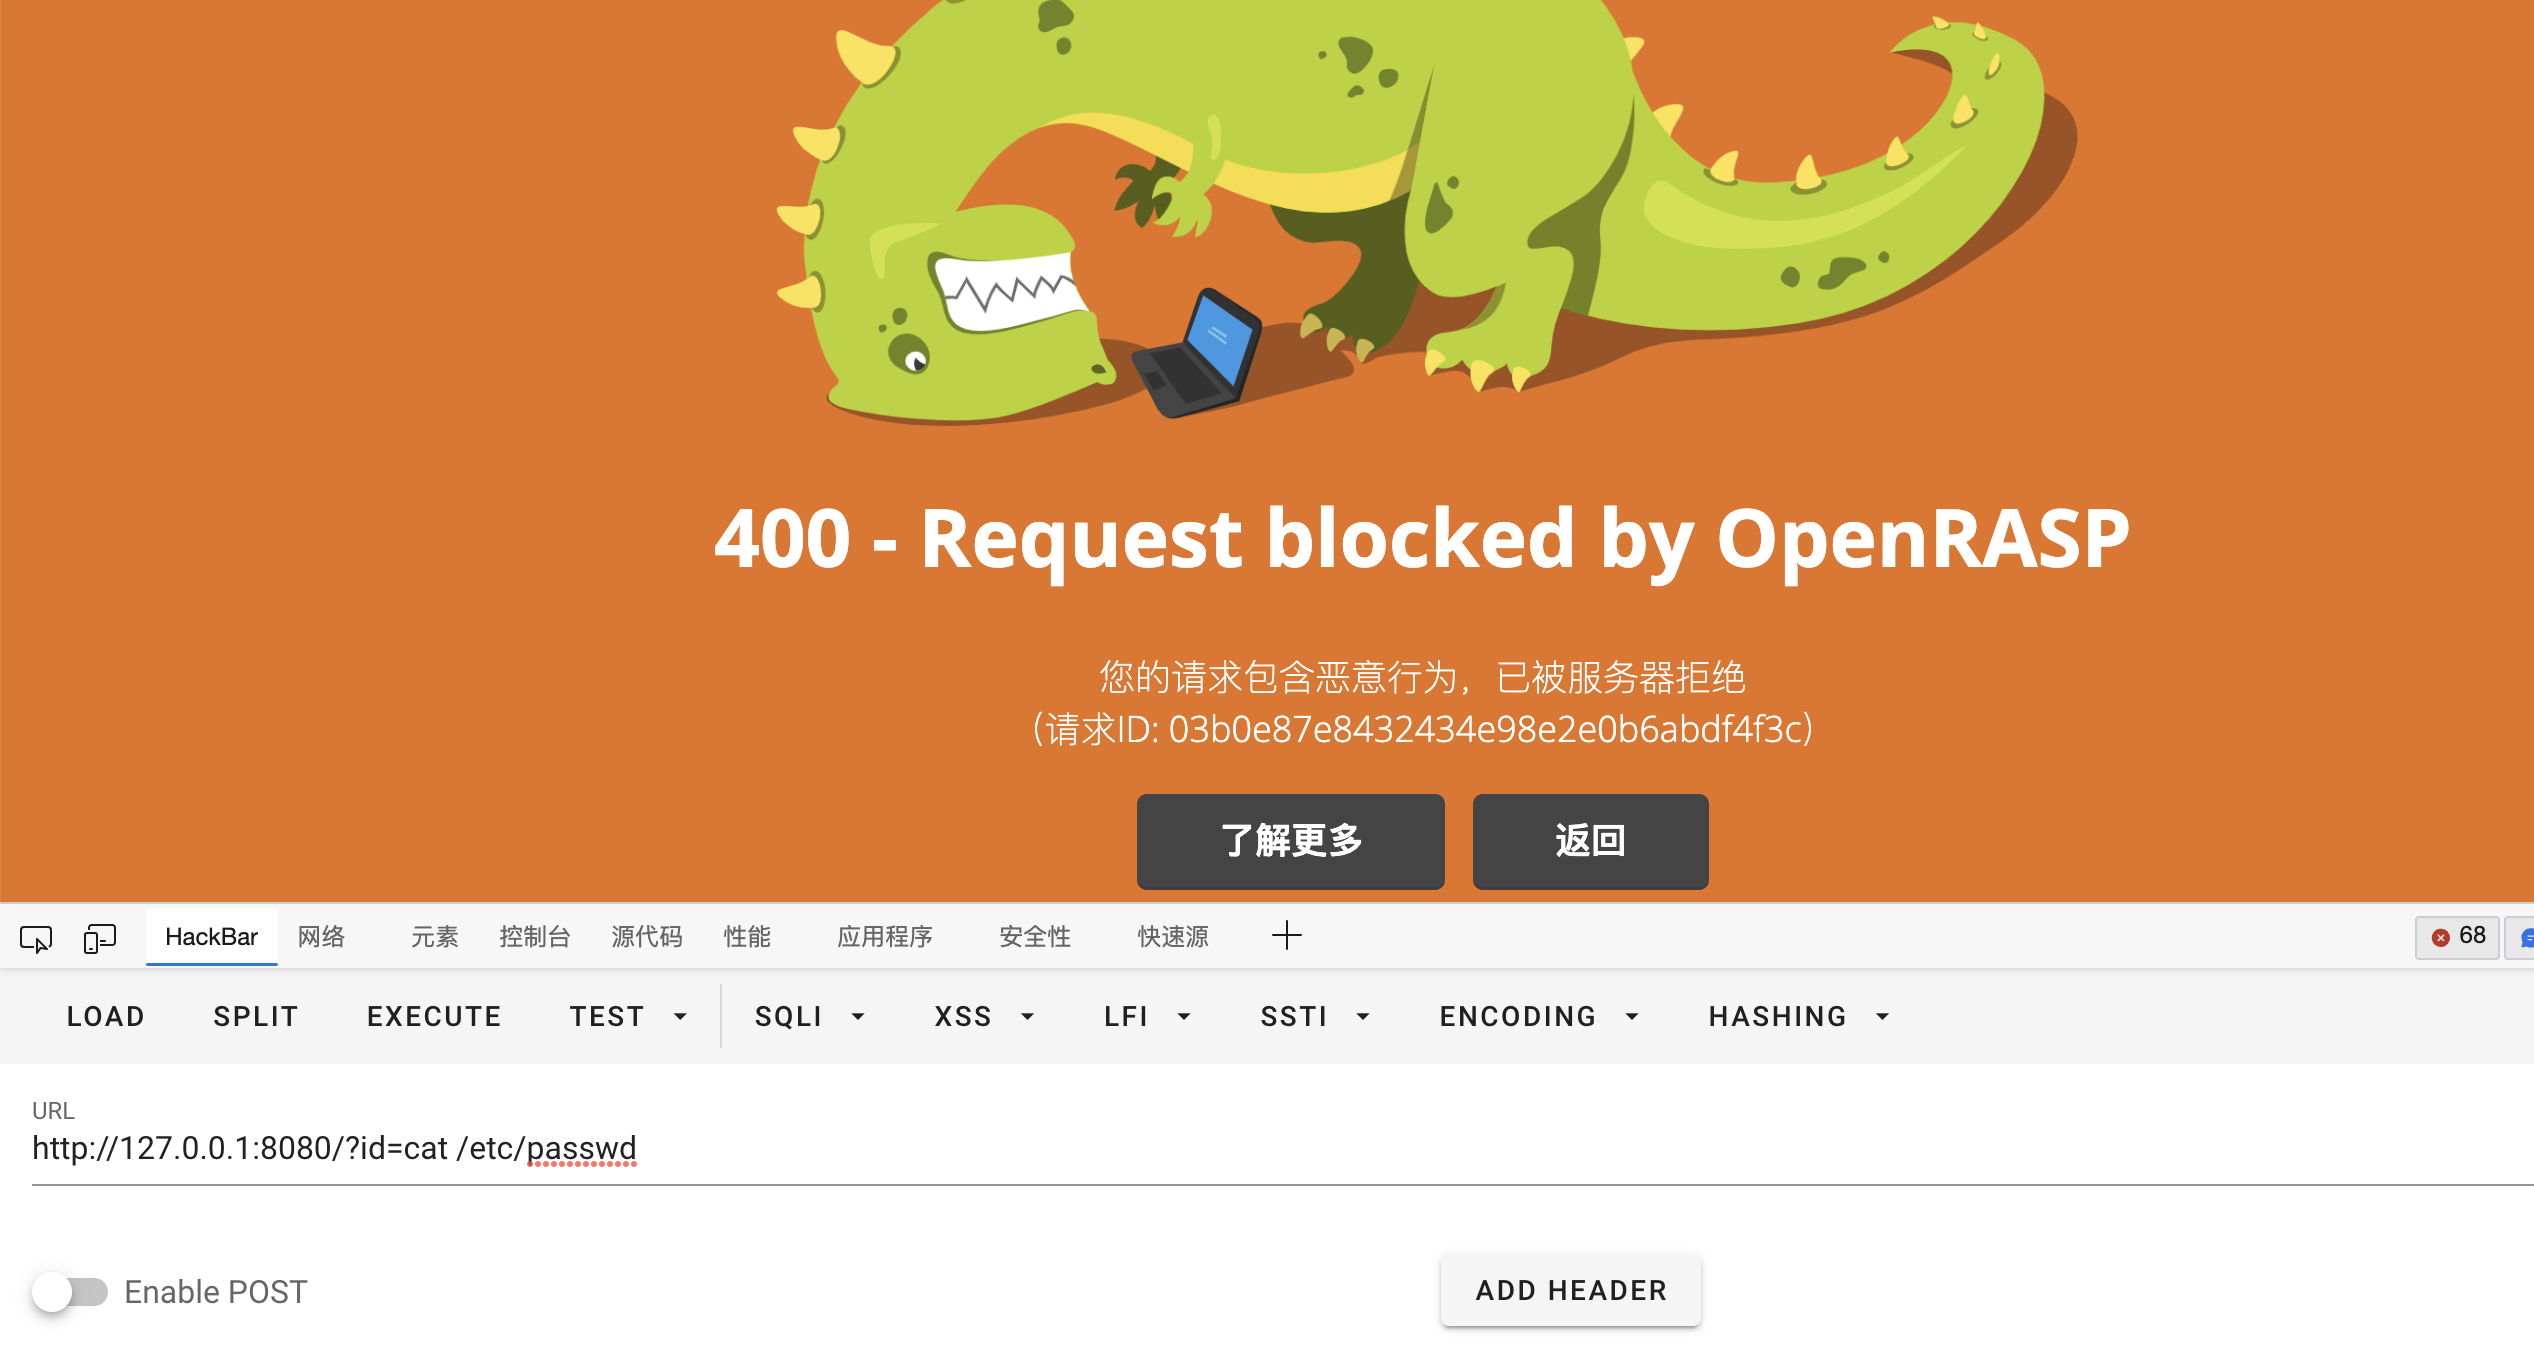 400 - Request blocked by OpenRASP
您的请求包含恶意行为，已被服务器拒绝
(请求ID: 03b0e87e8432434e98e2e0b6abdf4f3c)
了解更多 返回
HackBar 网络 元素 控制台 源代码 性能 应用程序 安全性 快速源 68
LOAD SPLIT EXECUTE TEST SQLI XSS LFI SSTI ENCODING HASHING
URL
http://127.0.0.1:8080/?id=cat /etc/passwd
Enable POST ADD HEADER